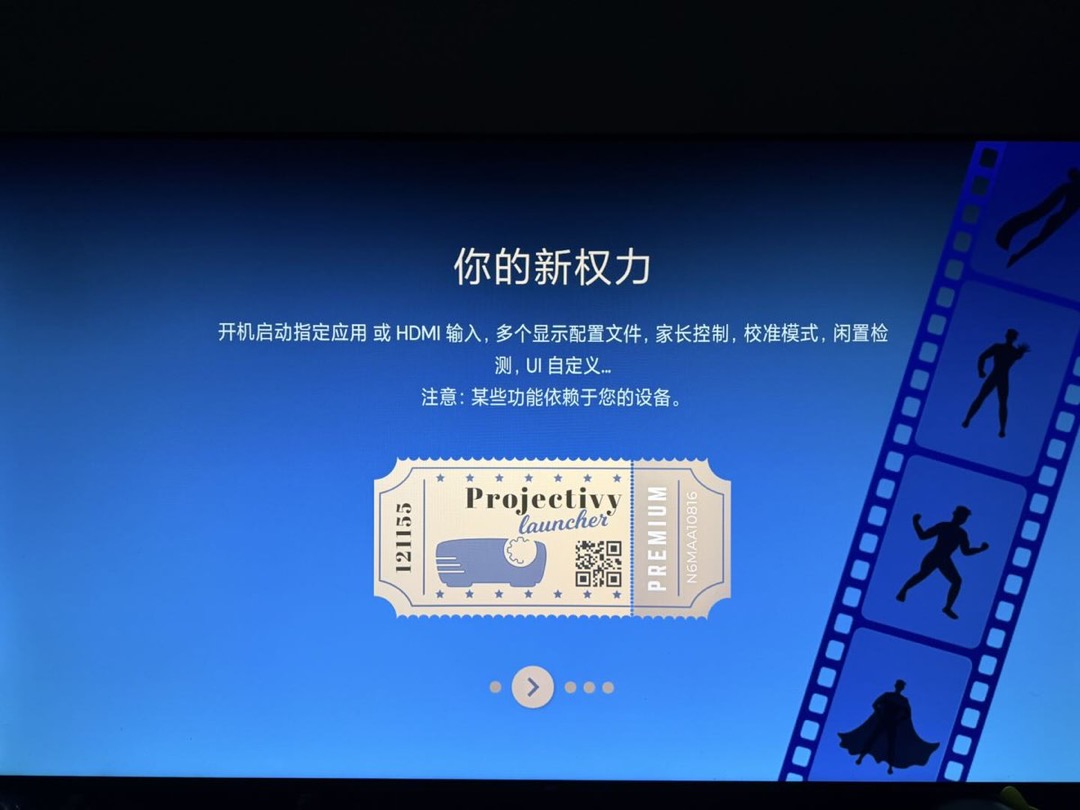 你的新权力
开机启动指定应用 或 HDMI 输入, 多个显示配置文件, 家长控制, 校准模式, 闲置检
测, UI 自定义...
注意: 某些功能依赖于您的设备。
121155
Projectivy
launcher
PREMIUM
N6MAA10816